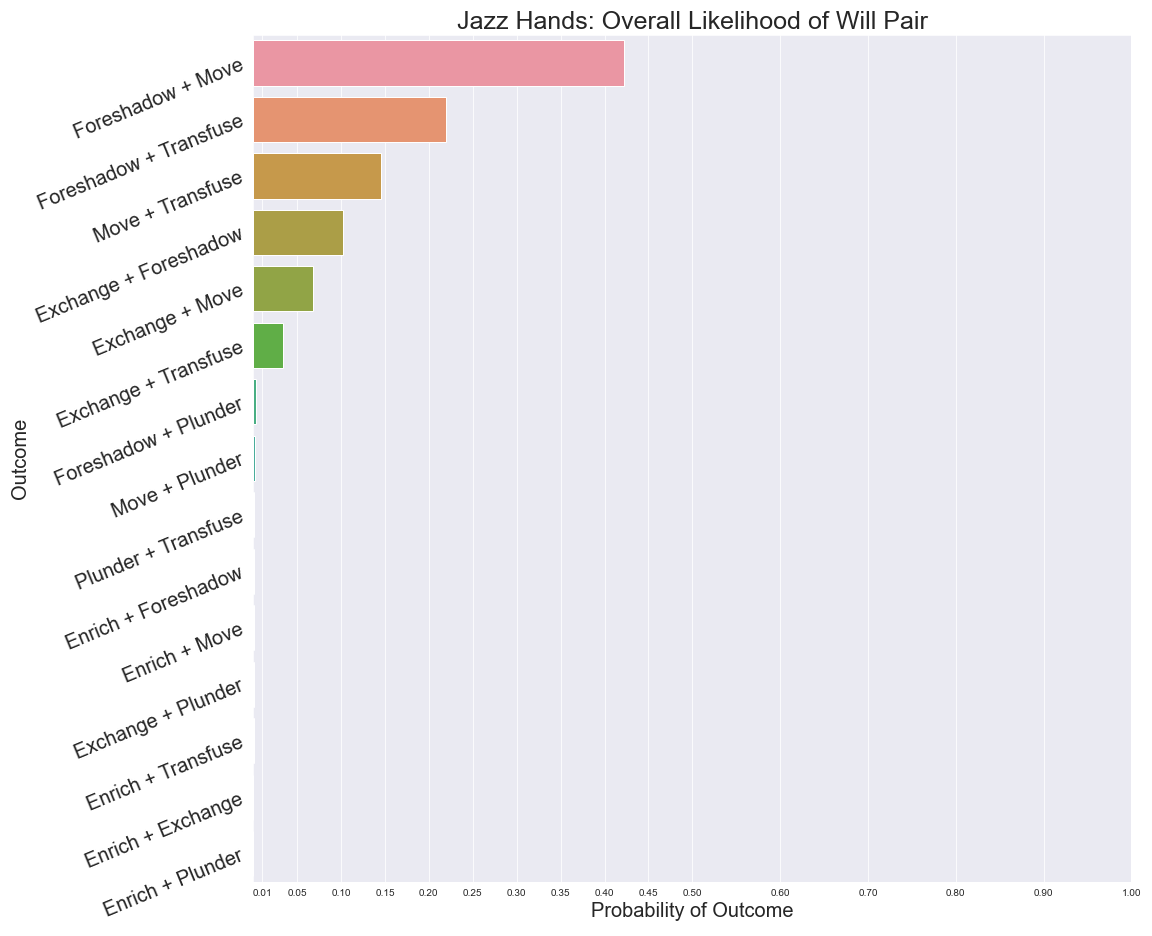 Jazz Hands: Overall Likelihood of Will Pair
Outcome
Foreshadow + Move
Foreshadow + Transfuse
Move + Transfuse
Exchange + Foreshadow
Exchange + Move
Exchange + Transfuse
Foreshadow + Plunder
Move + Plunder
Plunder + Transfuse
Enrich + Foreshadow
Enrich + Move
Exchange + Plunder
Enrich + Transfuse
Enrich + Exchange
Enrich + Plunder
0.01 0.05 0.10 0.15 0.20 0.25 0.30 0.35 0.40 0.45 0.50 0.60 0.70 0.80 0.90 1.00
Probability of Outcome